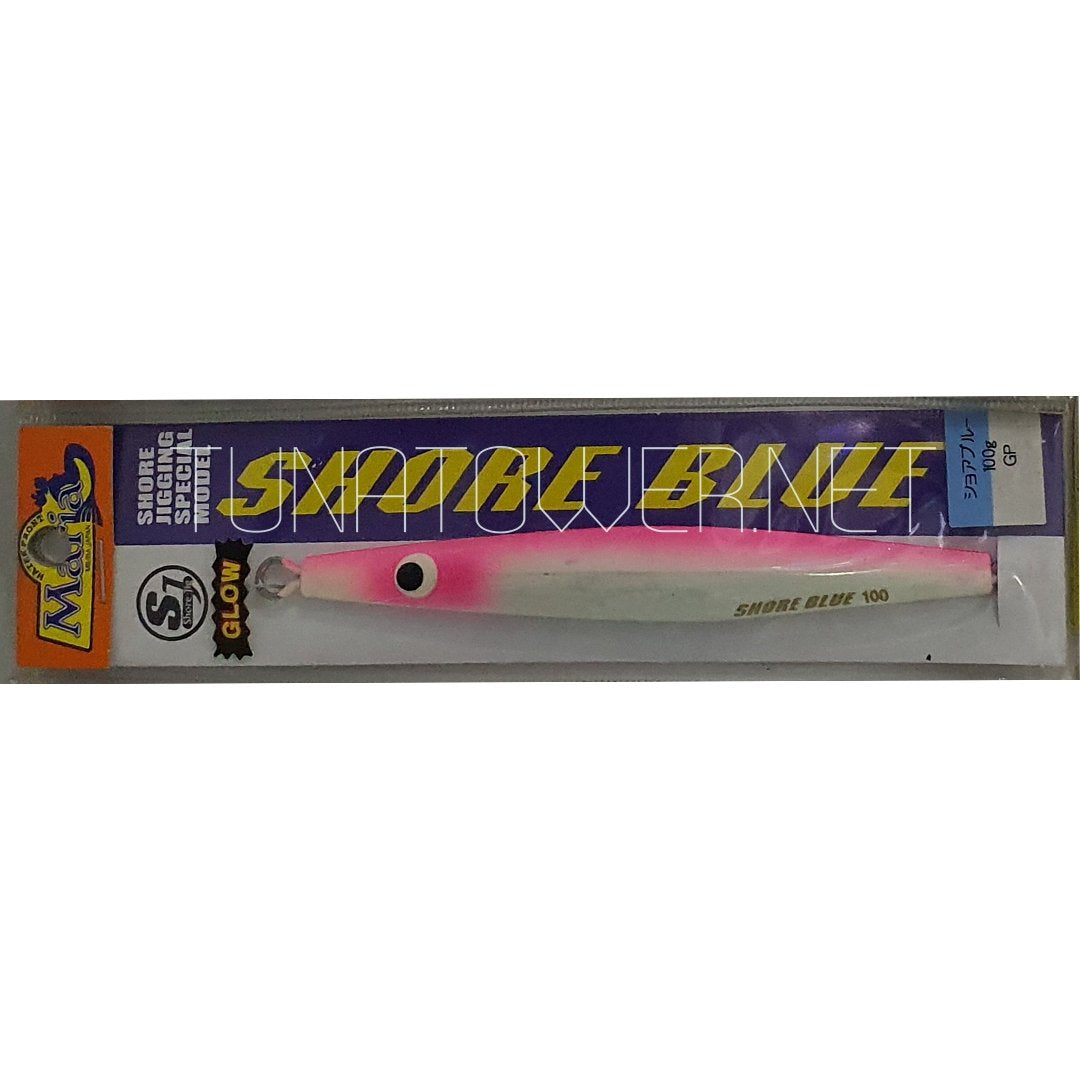 SHORE
JIGGING
SPECIAL
MODEL
SHORE BLUE
TUNATOWER.NET
ショアブルー
100g
GP
Maria
S7
GLOW
SHORE BLUE 100